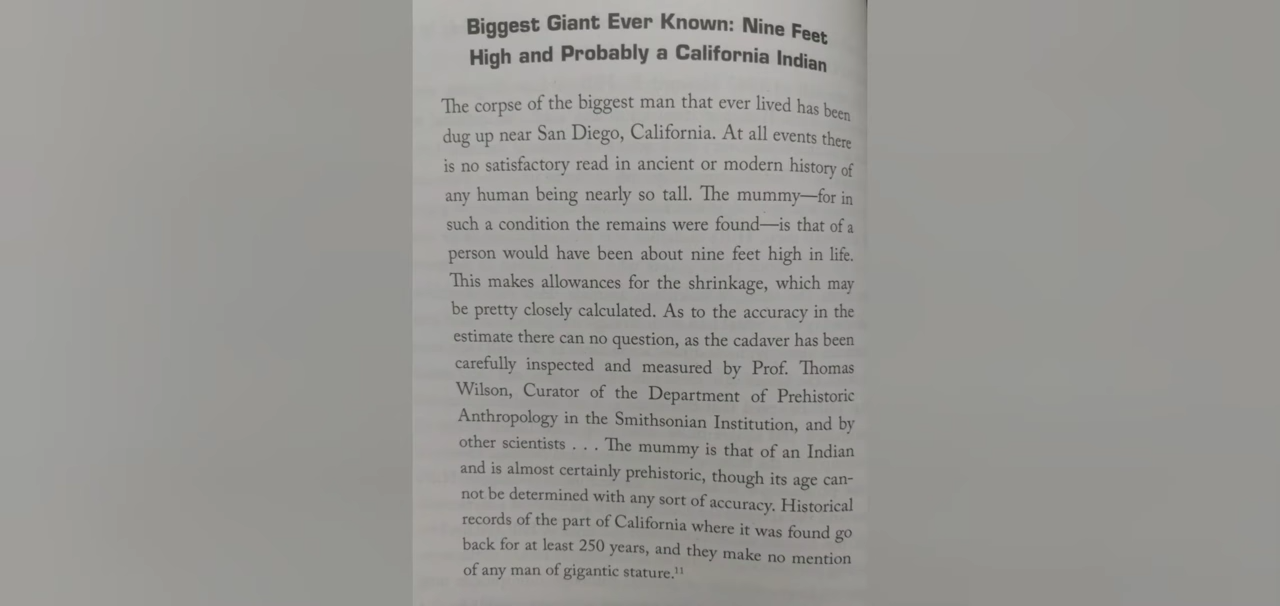 Biggest Giant Ever Known: Nine Feet
High and Probably a California Indian
The corpse of the biggest man that ever lived has been
dug up near San Diego, California. At all events there
is no satisfactory read in ancient or modern history of
any human being nearly so tall. The mummy—for in
such a condition the remains were found—is that of a
person would have been about nine feet high in life.
This makes allowances for the shrinkage, which may
be pretty closely calculated. As to the accuracy in the
estimate there can no question, as the cadaver has been
carefully inspected and measured by Prof. Thomas
Wilson, Curator of the Department of Prehistoric
Anthropology in the Smithsonian Institution, and by
other scientists . . . The mummy is that of an Indian
and is almost certainly prehistoric, though its age can-
not be determined with any sort of accuracy. Historical
records of the part of California where it was found go
back for at least 250 years, and they make no mention
of any man of gigantic stature.¹¹